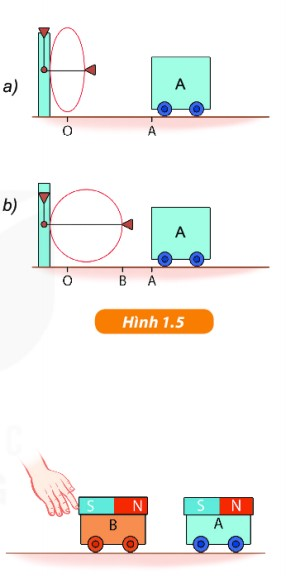 a)
A
O A
b)
A
O B A
Hình 1.5
S N S N
B A